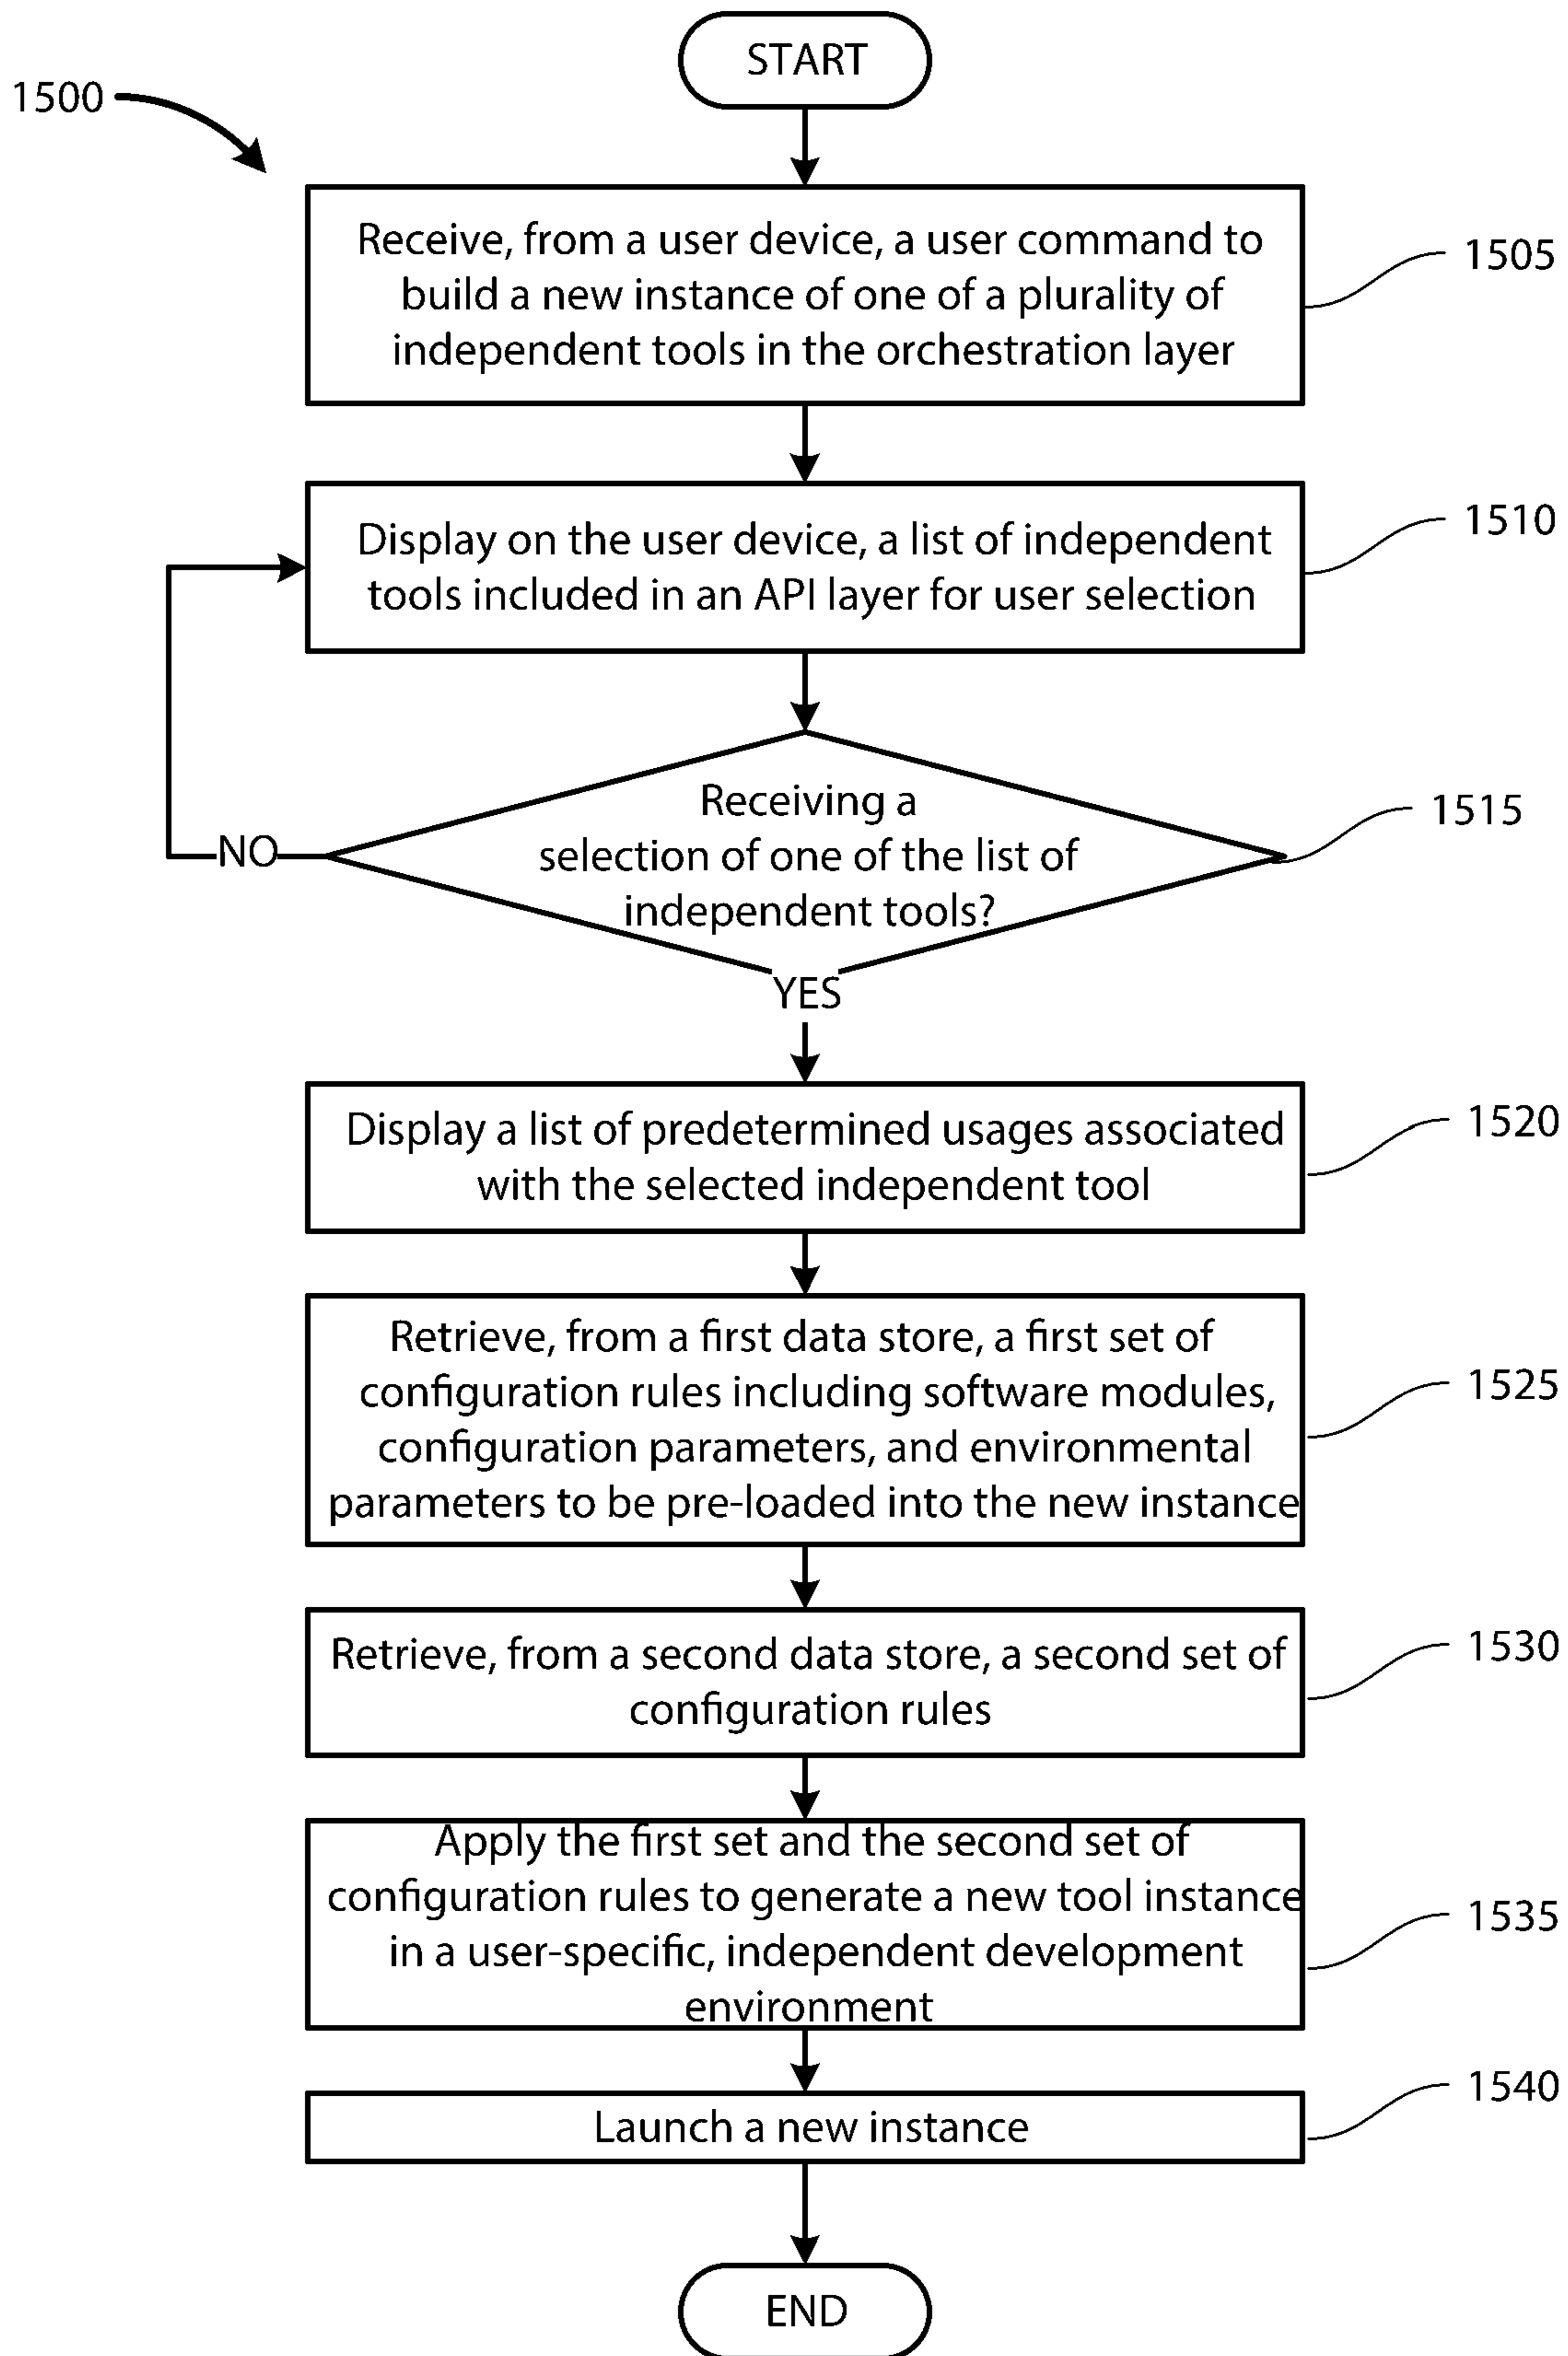 START
1500
Receive, from a user device, a user command to
build a new instance of one of a plurality of
independent tools in the orchestration layer
1505
Display on the user device, a list of independent
tools included in an API layer for user selection
1510
Receiving a
selection of one of the list of
independent tools?
1515
NO
YES
Display a list of predetermined usages associated
with the selected independent tool
1520
Retrieve, from a first data store, a first set of
configuration rules including software modules,
configuration parameters, and environmental
parameters to be pre-loaded into the new instance
1525
Retrieve, from a second data store, a second set of
configuration rules
1530
Apply the first set and the second set of
configuration rules to generate a new tool instance
in a user-specific, independent development
environment
1535
Launch a new instance
1540
END